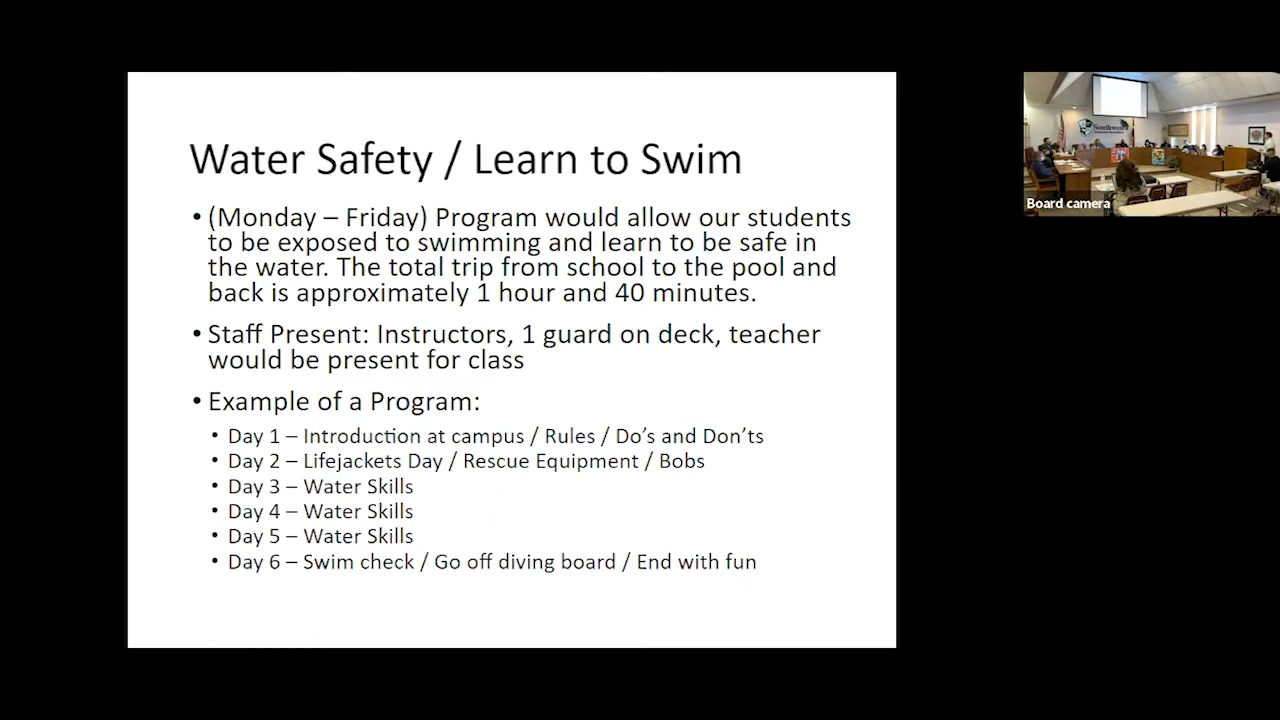 Water Safety / Learn to Swim
• (Monday – Friday) Program would allow our students
to be exposed to swimming and learn to be safe in
the water. The total trip from school to the pool and
back is approximately 1 hour and 40 minutes.
• Staff Present: Instructors, 1 guard on deck, teacher
would be present for class
• Example of a Program:
• Day 1 – Introduction at campus / Rules / Do’s and Don’ts
• Day 2 – Lifejackets Day / Rescue Equipment / Bobs
• Day 3 – Water Skills
• Day 4 – Water Skills
• Day 5 – Water Skills
• Day 6 – Swim check / Go off diving board / End with fun
Southwest
Board camera